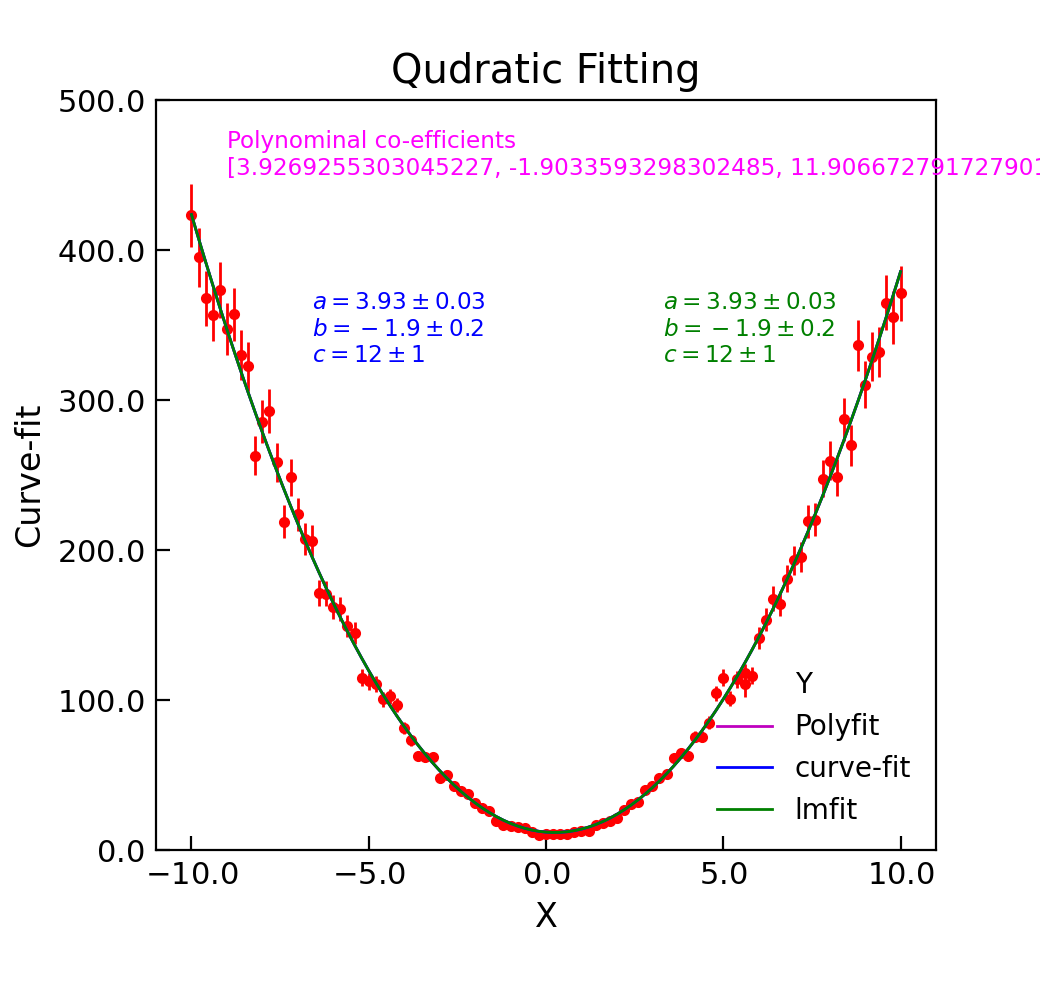 Qudratic Fitting
Polynominal co-efficients
[3.9269255303045227, -1.9033593298302485, 11.906672791727901
a = 3.93 ± 0.03
b = −1.9 ± 0.2
c = 12 ± 1
a = 3.93 ± 0.03
b = −1.9 ± 0.2
c = 12 ± 1
500.0
400.0
300.0
200.0
100.0
0.0
Curve-fit
Y
Polyfit
curve-fit
lmfit
−10.0
−5.0
0.0
5.0
10.0
X